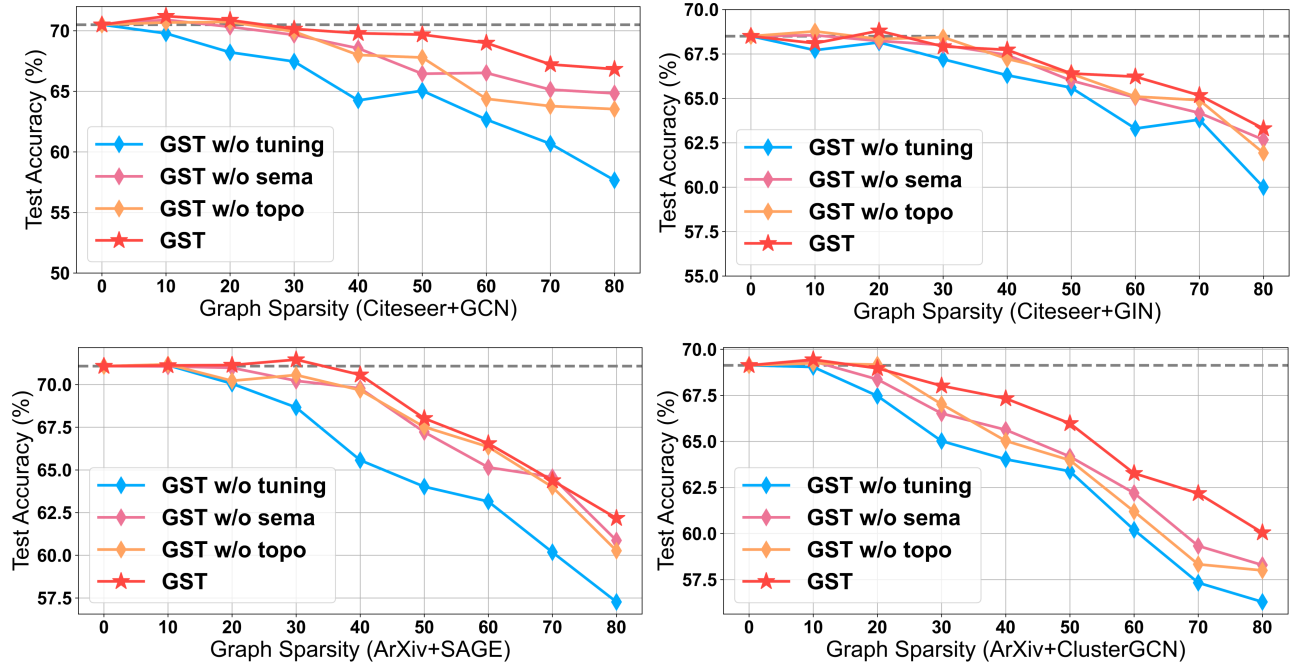 Test Accuracy (%)
70
65
60
55
50
GST w/o tuning
GST w/o sema
GST w/o topo
GST
0 10 20 30 40 50 60 70 80
Graph Sparsity (Citeseer+GCN)
Test Accuracy (%)
70.0
67.5
65.0
62.5
60.0
57.5
55.0
GST w/o tuning
GST w/o sema
GST w/o topo
GST
0 10 20 30 40 50 60 70 80
Graph Sparsity (Citeseer+GIN)
Test Accuracy (%)
70.0
67.5
65.0
62.5
60.0
57.5
GST w/o tuning
GST w/o sema
GST w/o topo
GST
0 10 20 30 40 50 60 70 80
Graph Sparsity (ArXiv+SAGE)
Test Accuracy (%)
70.0
67.5
65.0
62.5
60.0
57.5
GST w/o tuning
GST w/o sema
GST w/o topo
GST
0 10 20 30 40 50 60 70 80
Graph Sparsity (ArXiv+ClusterGCN)